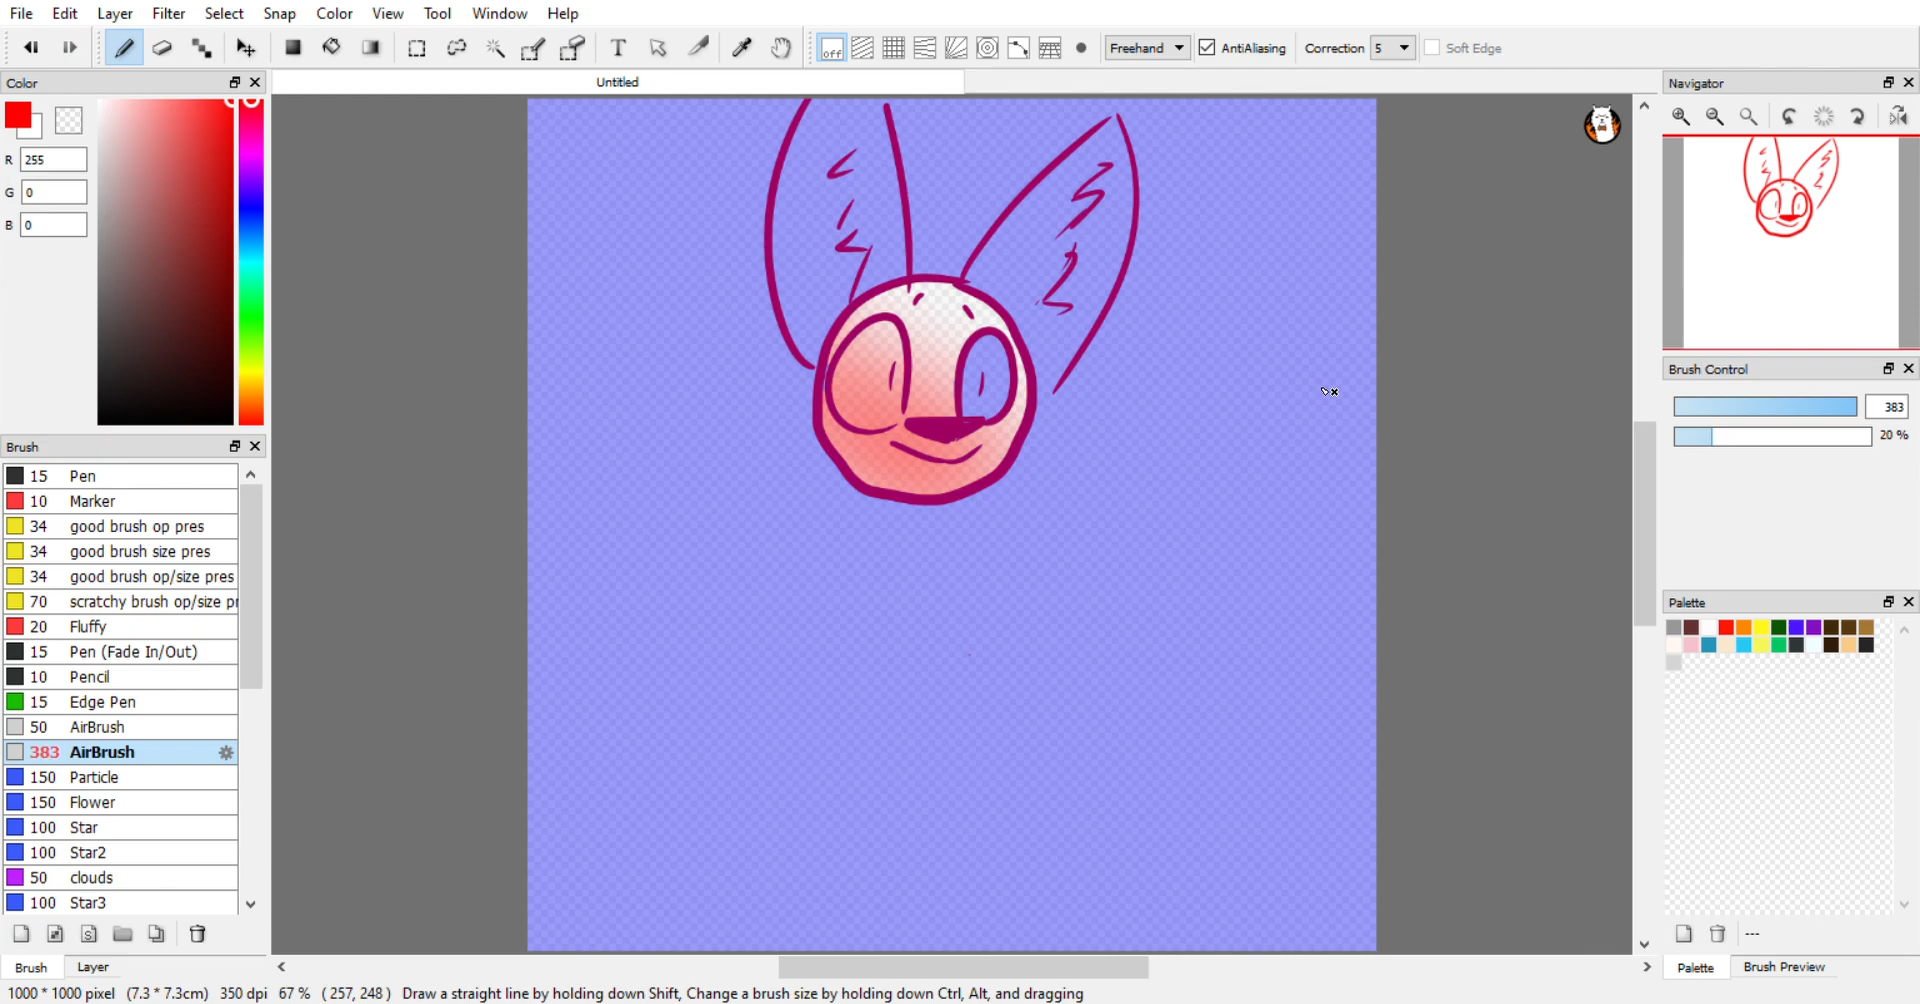 File Edit Layer Filter Select Snap Color View Tool Window Help
off Freehand AntiAliasing Correction 5 Soft Edge
Color
Untitled
Navigator
R 255
G 0
B 0
Brush Control
383
20 %
Brush
15 Pen
10 Marker
34 good brush op pres
34 good brush size pres
34 good brush op/size pres
70 scratchy brush op/size pr
20 Fluffy
15 Pen (Fade In/Out)
10 Pencil
15 Edge Pen
50 AirBrush
383 AirBrush
150 Particle
150 Flower
100 Star
100 Star2
50 clouds
100 Star3
Palette
---
Brush Layer
Palette Brush Preview
1000 * 1000 pixel (7.3 * 7.3cm) 350 dpi 67 % ( 257, 248 ) Draw a straight line by holding down Shift, Change a brush size by holding down Ctrl, Alt, and dragging